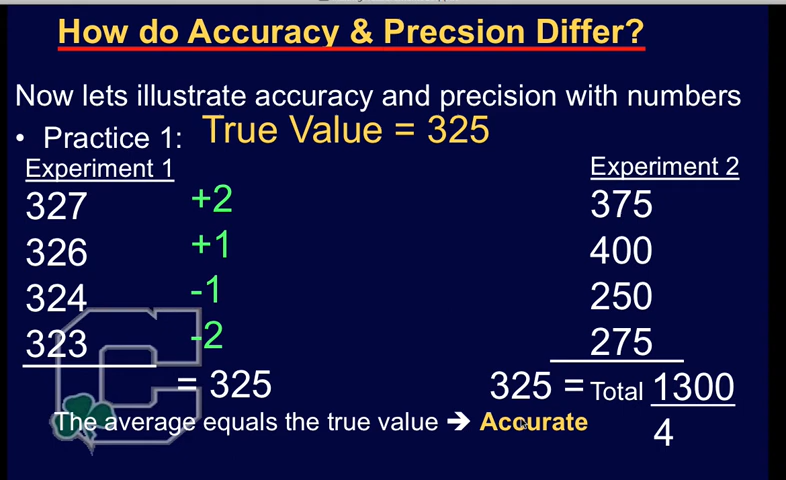 How do Accuracy & Precsion Differ?
Now lets illustrate accuracy and precision with numbers
• Practice 1: True Value = 325
Experiment 1
327 +2
326 +1
324 -1
323 -2
= 325
Experiment 2
375
400
250
275
325 = Total 1300
4
The average equals the true value ➔ Accurate